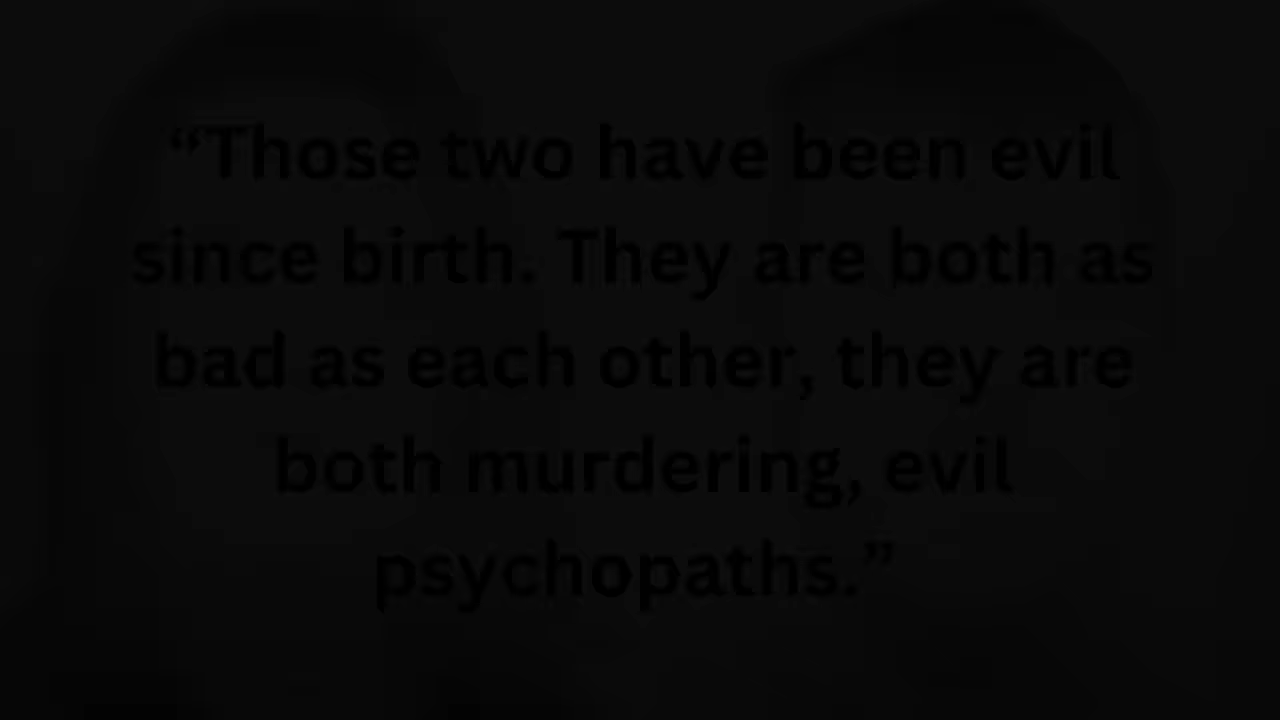 “Those two have been evil
since birth. They are both as
bad as each other, they are
both murdering, evil
psychopaths.”